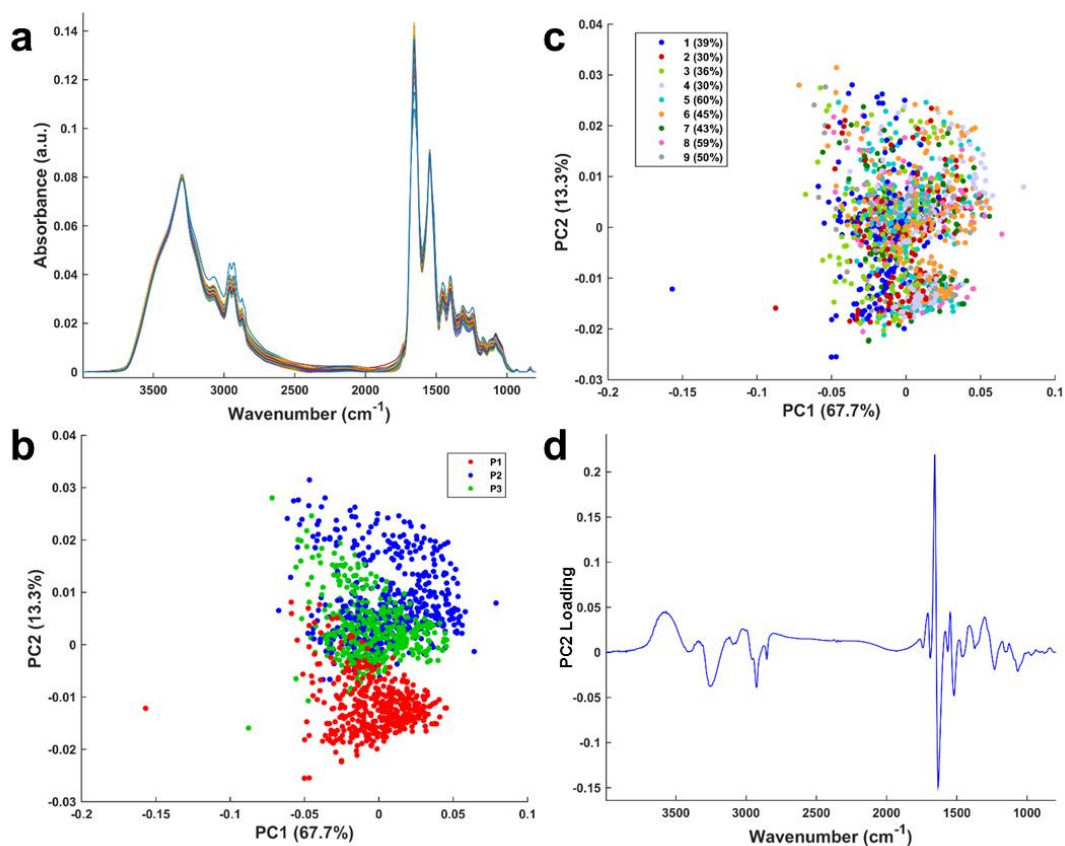 a
0.14
0.12
0.1
0.08
0.06
0.04
0.02
0
Absorbance (a.u.)
3500 3000 2500 2000 1500 1000
Wavenumber (cm-1)
c
0.04
0.03
0.02
0.01
0
-0.01
-0.02
-0.03
PC2 (13.3%)
1 (39%)
2 (30%)
3 (36%)
4 (30%)
5 (60%)
6 (45%)
7 (43%)
8 (59%)
9 (50%)
-0.2 -0.15 -0.1 -0.05 0 0.05 0.1
PC1 (67.7%)
b
0.04
0.03
0.02
0.01
0
-0.01
-0.02
-0.03
PC2 (13.3%)
P1
P2
P3
-0.2 -0.15 -0.1 -0.05 0 0.05 0.1
PC1 (67.7%)
d
0.2
0.15
0.1
0.05
0
-0.05
-0.1
-0.15
PC2 Loading
3500 3000 2500 2000 1500 1000
Wavenumber (cm-1)